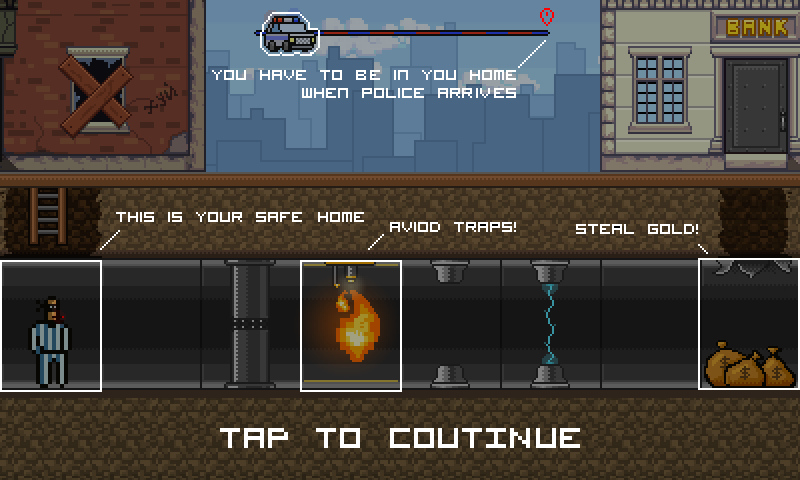 BANK
YOU HAVE TO BE IN YOU HOME
WHEN POLICE ARRIVES
THIS IS YOUR SAFE HOME
AVIOD TRAPS!
STEAL GOLD!
$ $ $
TAP TO COUTINUE